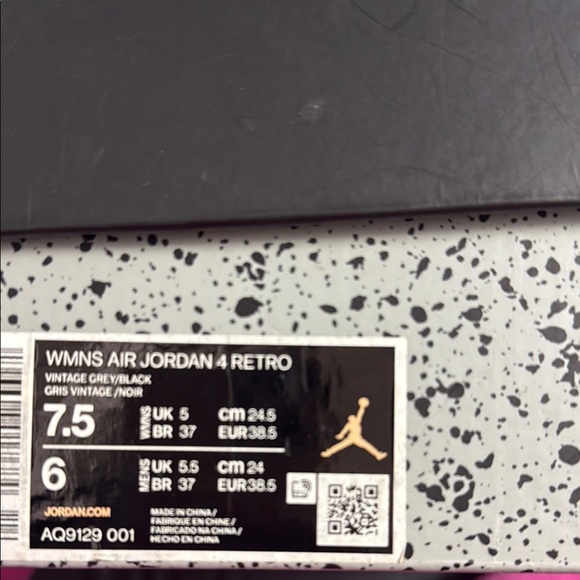 WMNS AIR JORDAN 4 RETRO
VINTAGE GREY/BLACK
GRIS VINTAGE /NOIR
7.5 WMNS UK 5 cm 24.5
BR 37 EUR 38.5
6 MENS UK 5.5 cm 24
BR 37 EUR 38.5
JORDAN.COM
AQ9129 001
MADE IN CHINA/
FABRIQUE EN CHINE/
FABRICADO NA CHINA/
HECHO EN CHINA